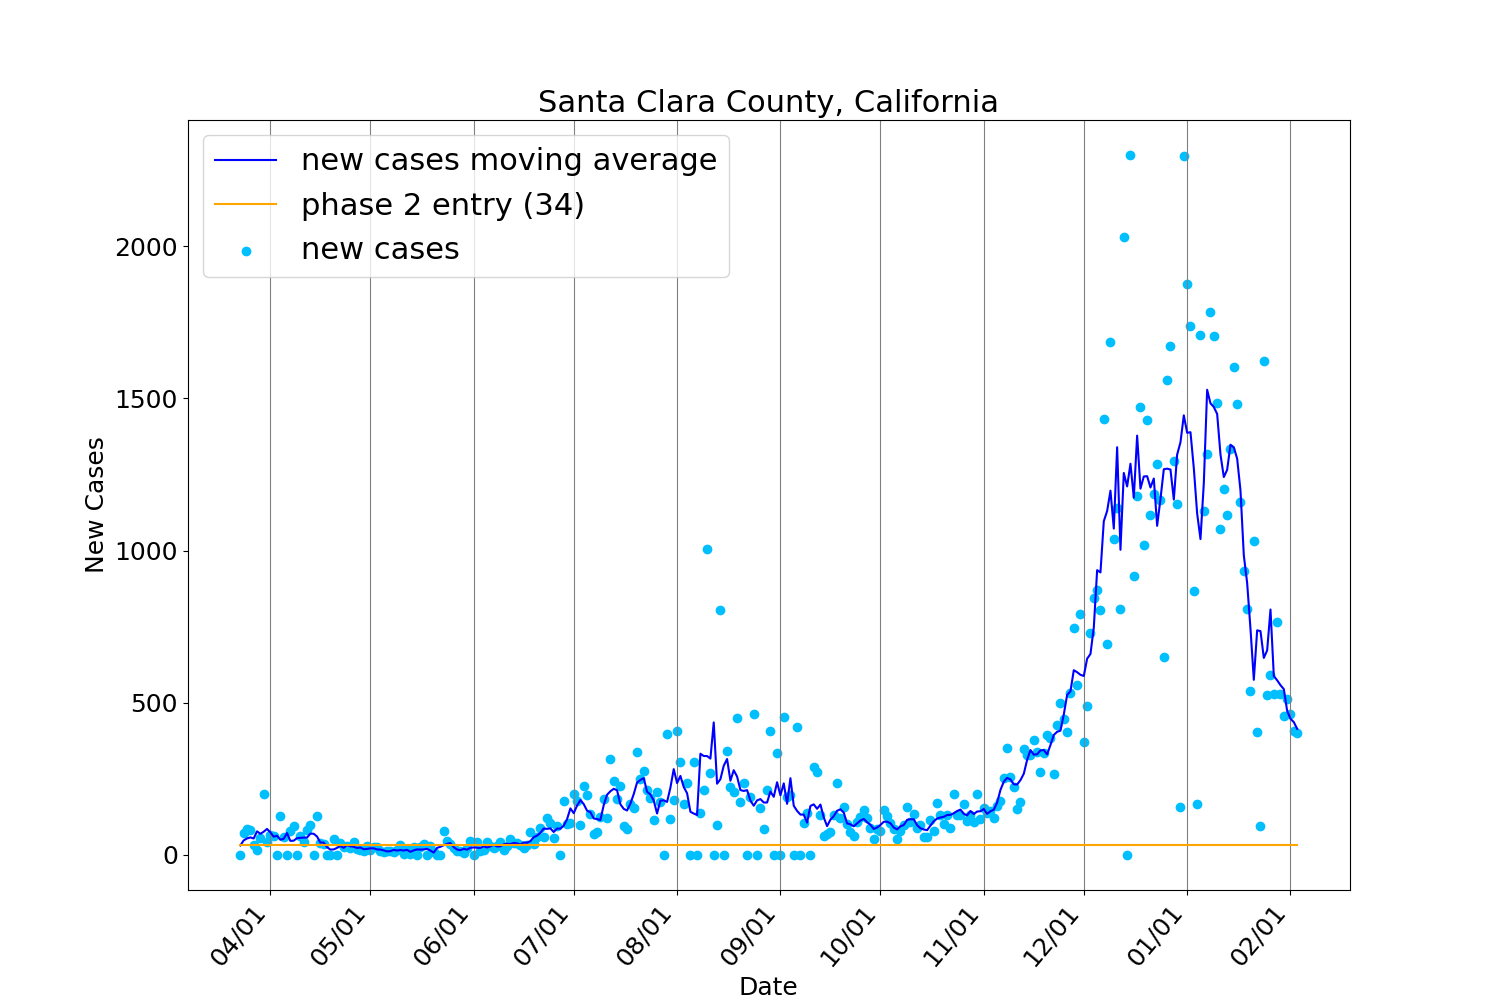 Santa Clara County, California
new cases moving average
phase 2 entry (34)
new cases
New Cases
2000
1500
1000
500
0
04/01
05/01
06/01
07/01
08/01
09/01
10/01
11/01
12/01
01/01
02/01
Date